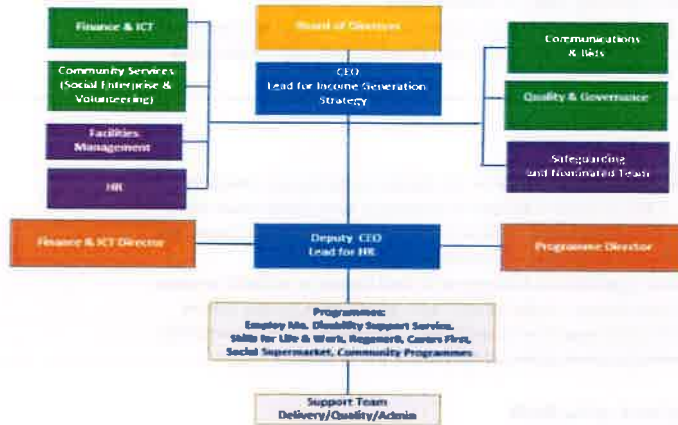 Finance & ICT
Community Services
(Social Enterprise &
Volunteering)
Facilities
Management
HR
Board of Directors
CEO
Lead for Income Generation
Strategy
Communications
& Bids
Quality & Governance
Safeguarding
and Nominated Team
Finance & ICT Director
Deputy CEO
Lead for HR
Programme Director
Programmes:
Employ Me, Disability Support Service,
Skills for Life & Work, Carers First,
Social Supermarket, Community Programmes
Support Team
Delivery/Quality/Admin